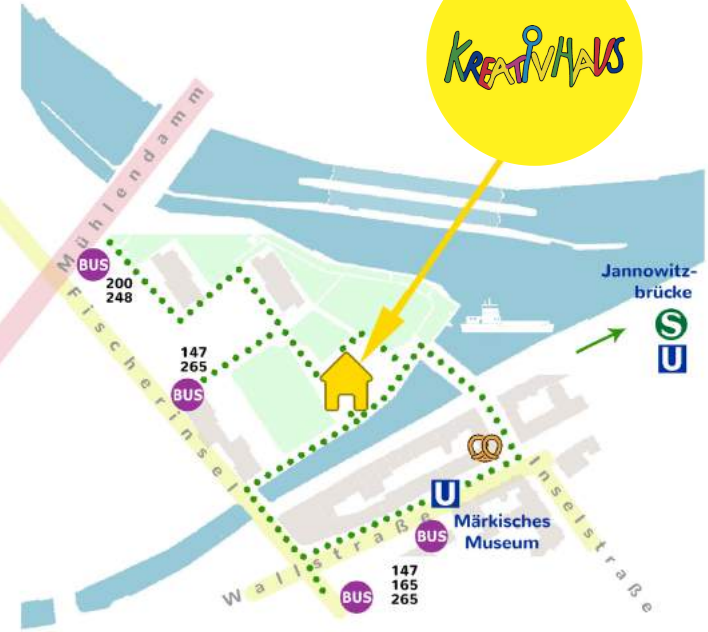 KREATIVHAUS
Mühlendamm
BUS
200
248
Fischerinsel
147
265
BUS
Jannowitz-
brücke
S
U
U
Märkisches
Museum
BUS
Wallstraße
Inselstraße
BUS
147
165
265